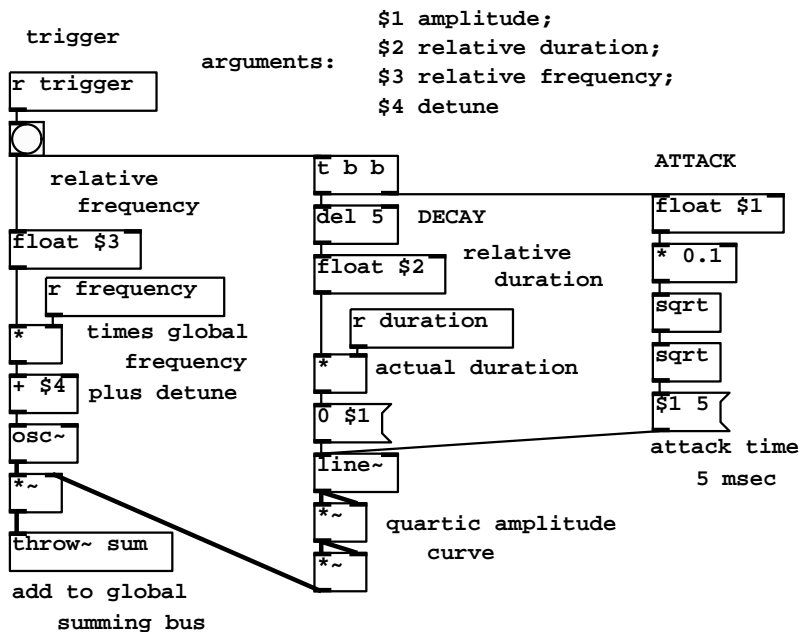 trigger
arguments:
$1 amplitude;
$2 relative duration;
$3 relative frequency;
$4 detune
r trigger
relative
frequency
float $3
r frequency
*
times global
frequency
+ $4
plus detune
osc~
*~
throw~ sum
add to global
summing bus
t b b
del 5
DECAY
float $2
relative
duration
r duration
*
actual duration
0 $1
line~
*~
quartic amplitude
curve
*~
ATTACK
float $1
* 0.1
sqrt
sqrt
$1 5
attack time
5 msec